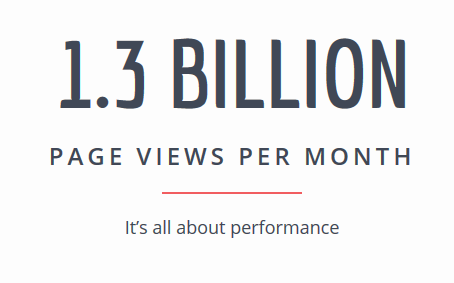 1.3 BILLION
PAGE VIEWS PER MONTH
It’s all about performance